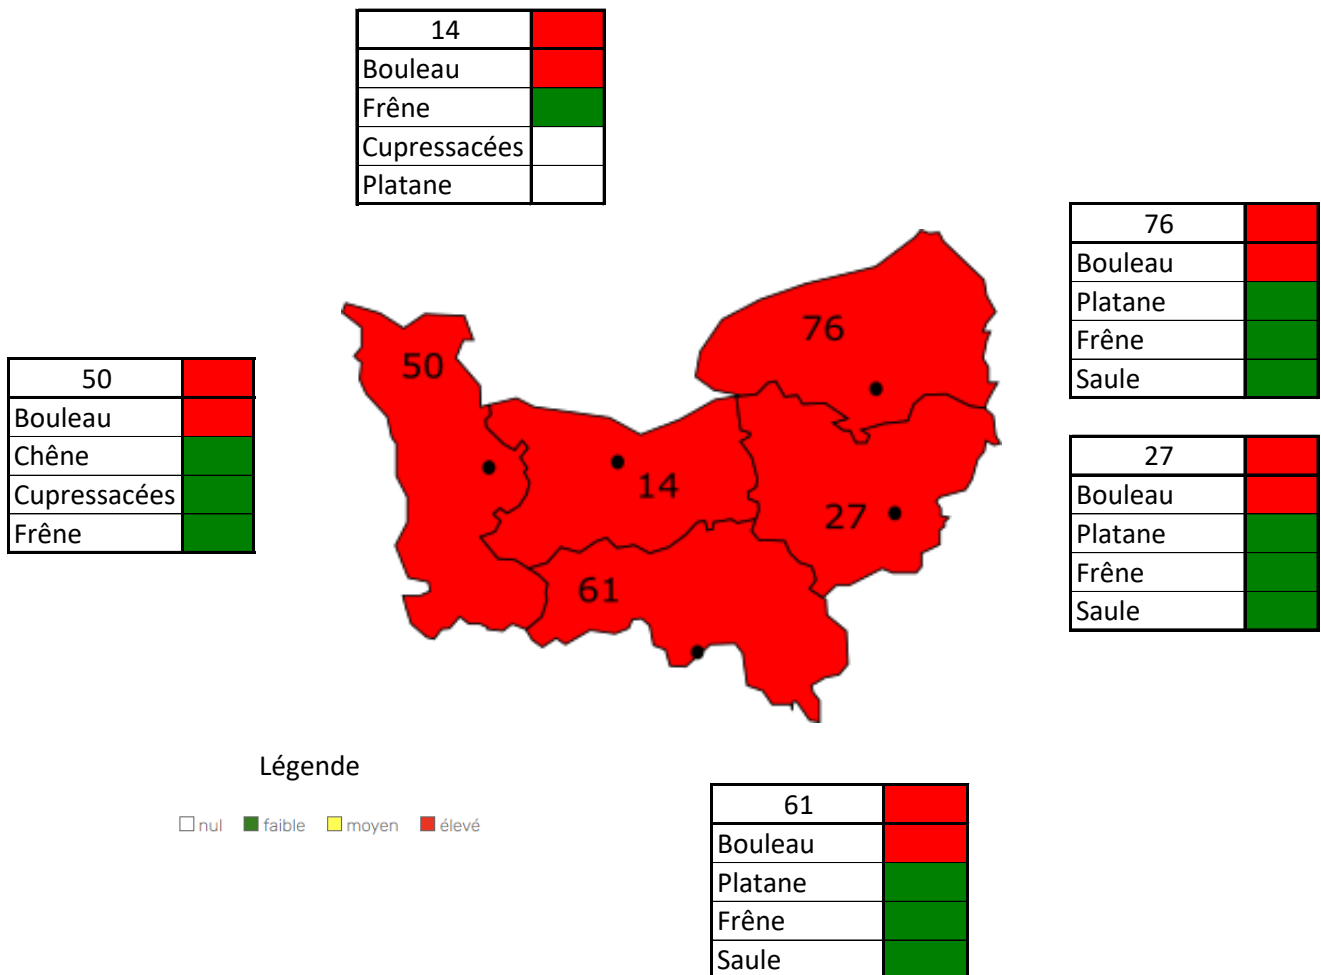 14
Bouleau
Frêne
Cupressacées
Platane
76
Bouleau
Platane
Frêne
Saule
50
Bouleau
Chêne
Cupressacées
Frêne
76
50
14
27
61
27
Bouleau
Platane
Frêne
Saule
Légende
nul faible moyen élevé
61
Bouleau
Platane
Frêne
Saule